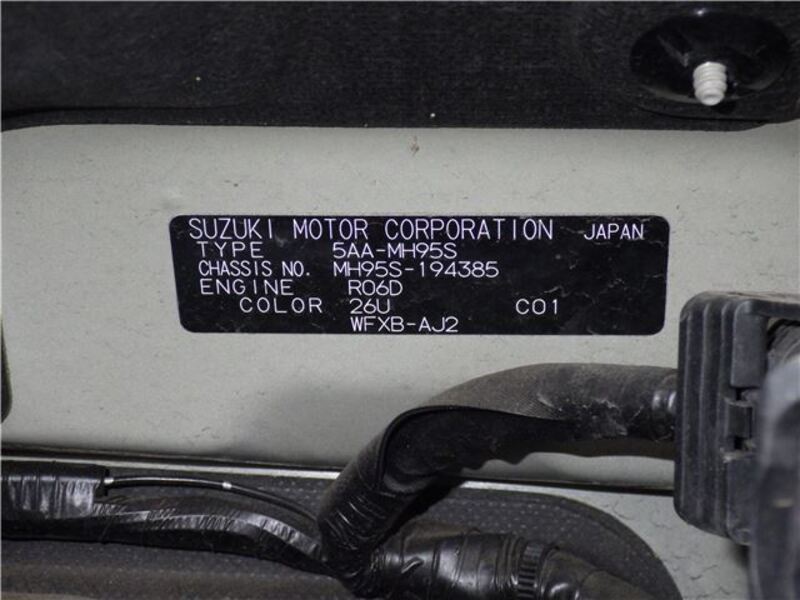 SUZUKI MOTOR CORPORATION JAPAN
TYPE 5AA-MH95S
CHASSIS NO. MH95S-194385
ENGINE R06D
COLOR 26U C01
WFXB-AJ2